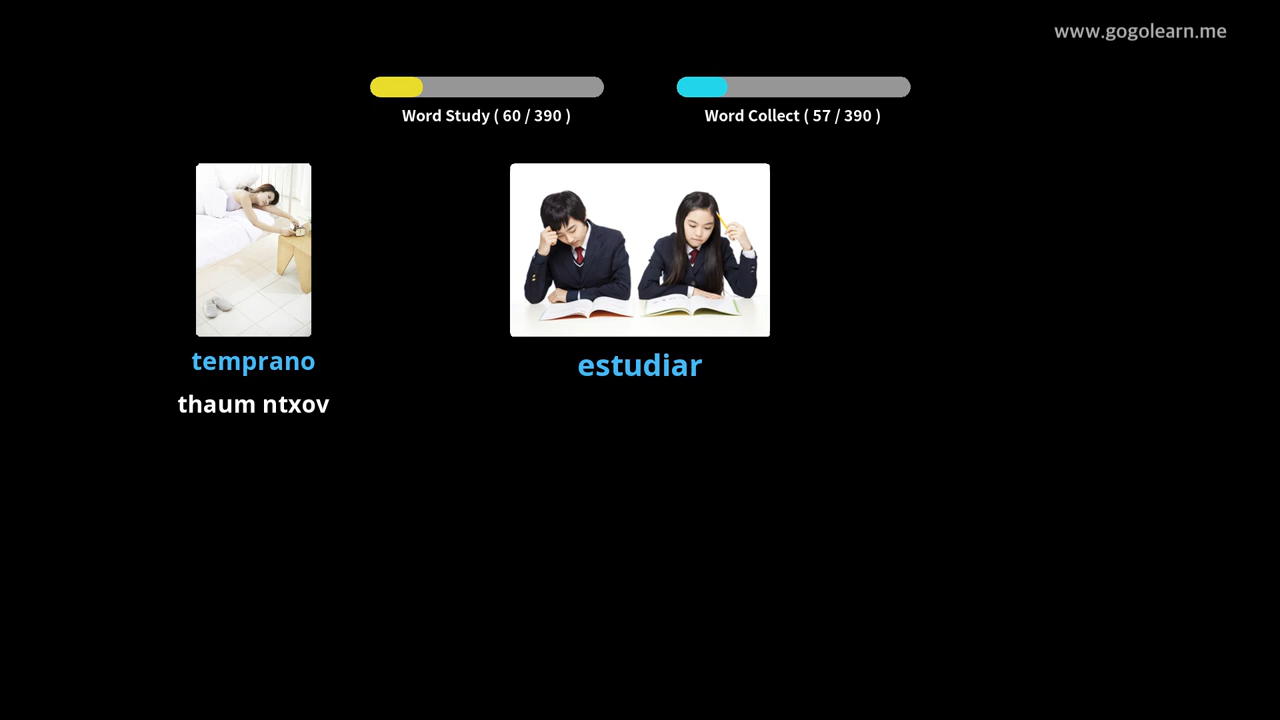 www.gogolearn.me
Word Study ( 60 / 390 )
Word Collect ( 57 / 390 )
temprano
thaum ntxov
estudiar